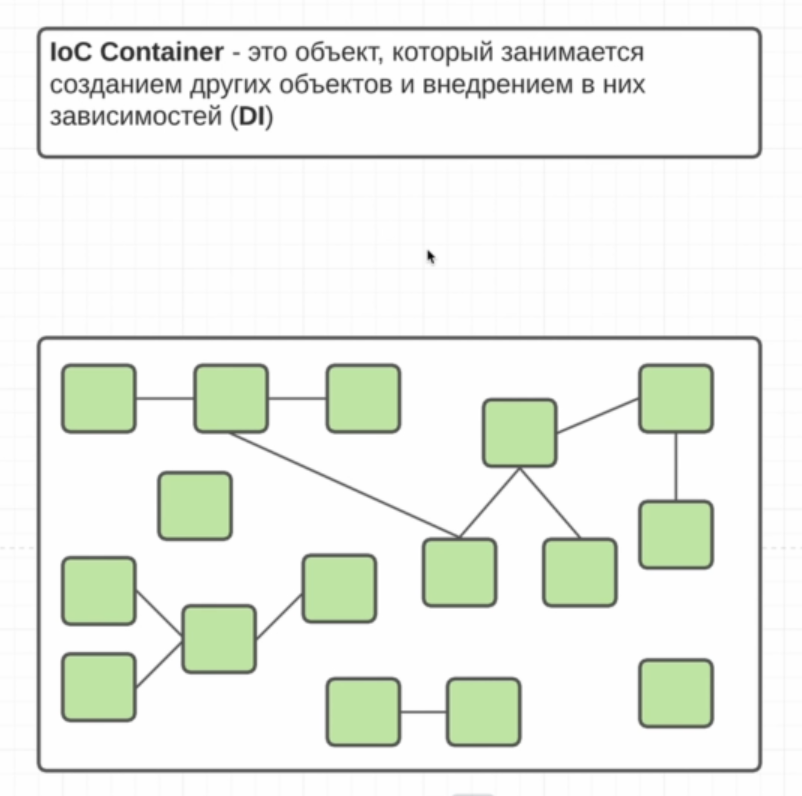 IoC Container - это объект, который занимается
созданием других объектов и внедрением в них
зависимостей (DI)